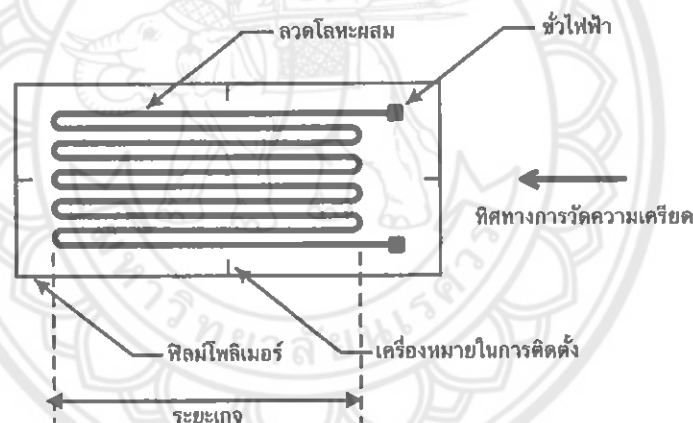 ลวดโลหะผสม
ขั่วไฟฟ้า
ทิศทางการวัดความเครียด
ฟิลม์โพลิเมอร์
เครื่องหมายในการติดตั้ง
ระยะเกจ